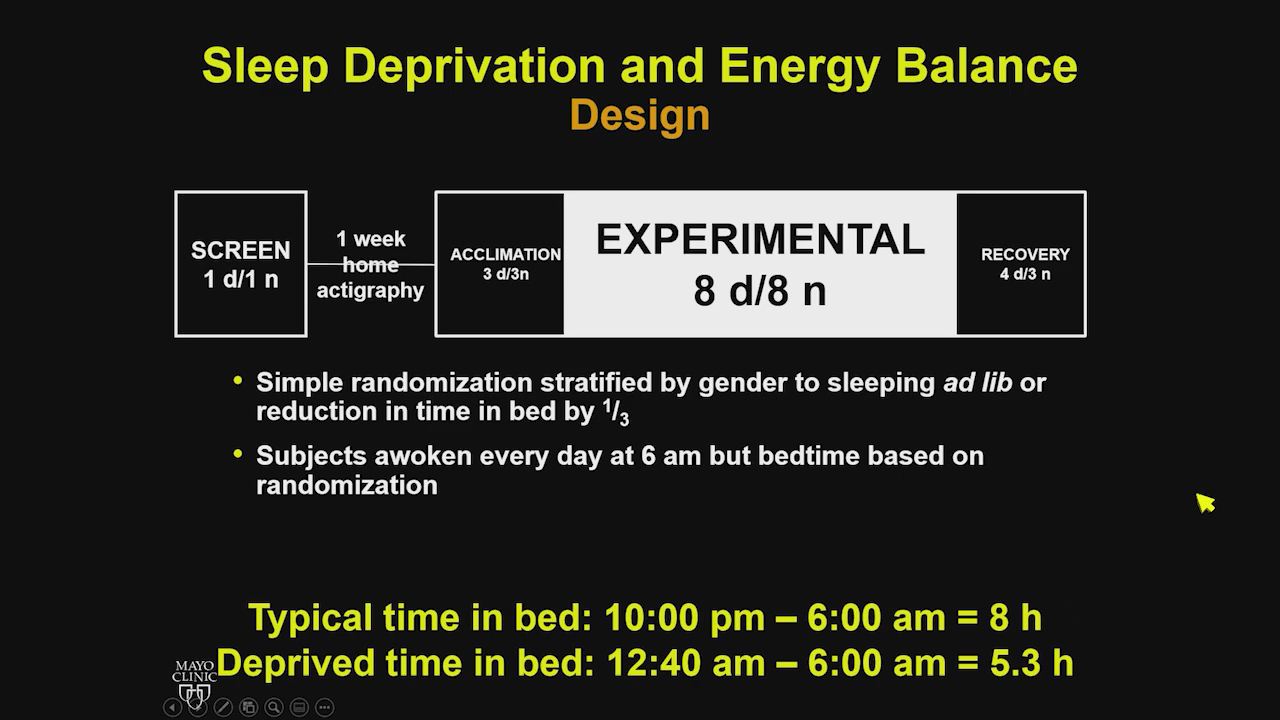 Sleep Deprivation and Energy Balance
Design
SCREEN
1 d/1 n
1 week
home
actigraphy
ACCLIMATION
3 d/3n
EXPERIMENTAL
8 d/8 n
RECOVERY
4 d/3 n
• Simple randomization stratified by gender to sleeping ad lib or
reduction in time in bed by 1/3
• Subjects awoken every day at 6 am but bedtime based on
randomization
Typical time in bed: 10:00 pm – 6:00 am = 8 h
Deprived time in bed: 12:40 am – 6:00 am = 5.3 h
MAYO
CLINIC